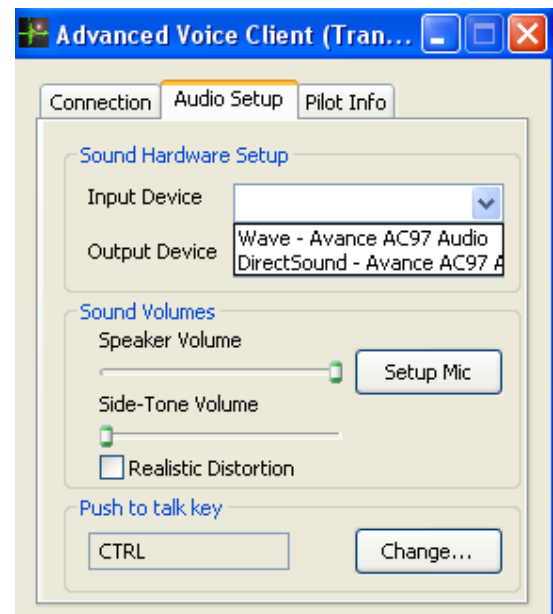 Advanced Voice Client (Tran...
Connection Audio Setup Pilot Info
Sound Hardware Setup
Input Device
Output Device
Wave - Avance AC97 Audio
DirectSound - Avance AC97 A
Sound Volumes
Speaker Volume
Setup Mic
Side-Tone Volume
Realistic Distortion
Push to talk key
CTRL Change...